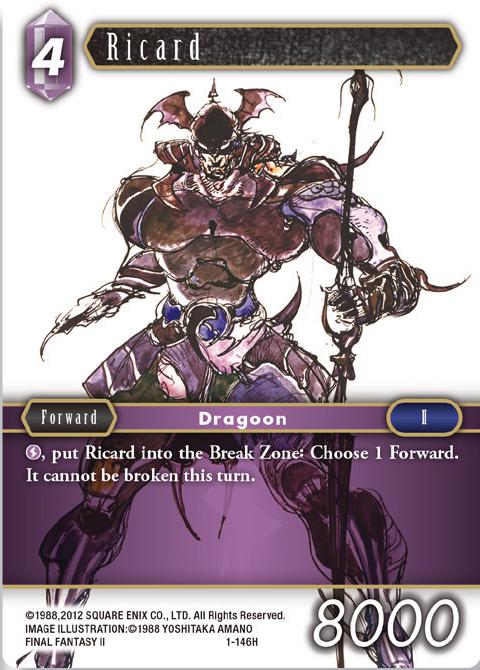 4
Ricard
Forward
Dragoon
II
, put Ricard into the Break Zone: Choose 1 Forward.
It cannot be broken this turn.
©1988,2012 SQUARE ENIX CO., LTD. All Rights Reserved.
IMAGE ILLUSTRATION:©1988 YOSHITAKA AMANO
FINAL FANTASY II
1-146H
8000